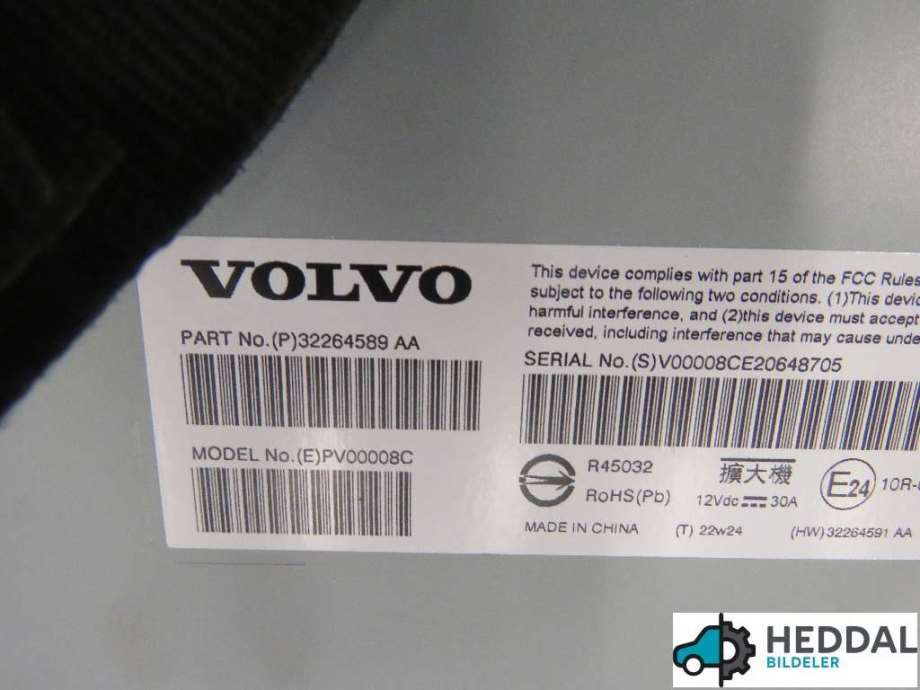 VOLVO
PART No.(P)32264589 AA
MODEL No.(E)PV00008C
This device complies with part 15 of the FCC Rules
subject to the following two conditions. (1)This
harmful interference, and (2)this device must accept
received, including interference that may cause
SERIAL No.(S)V00008CE20648705
R45032
RoHS(Pb)
擴大機
12Vdc 30A
E24
MADE IN CHINA (T) 22w24 (HW)32264591 AA
HEDDAL
BILDELER